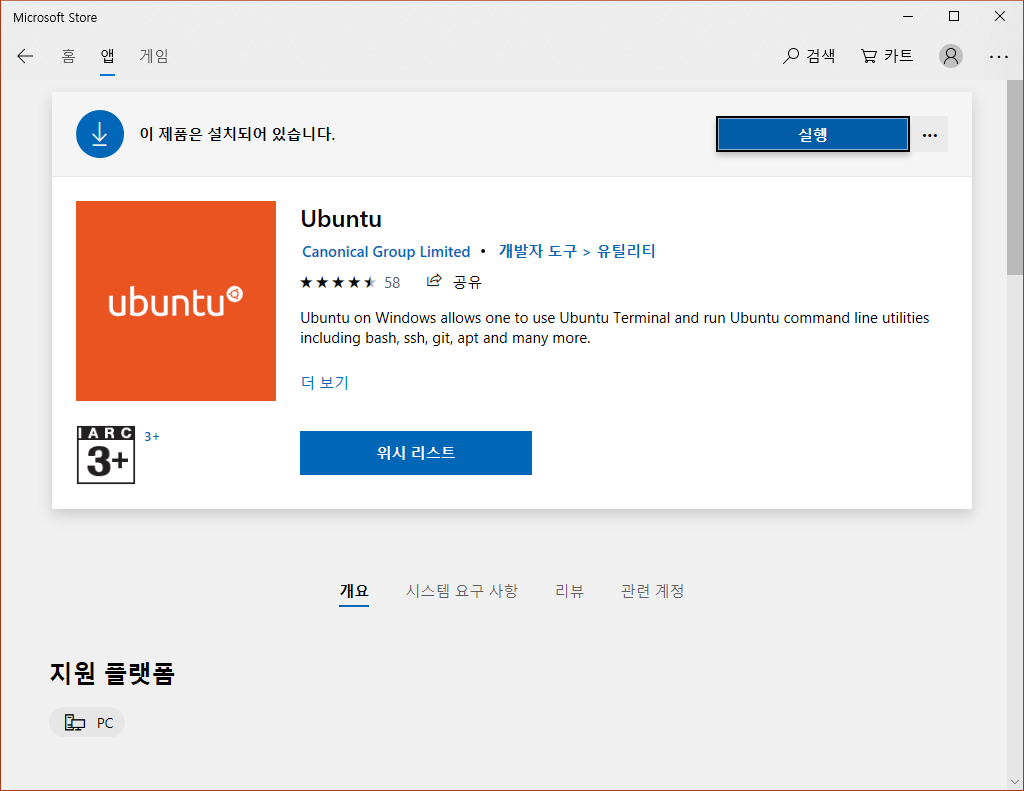 Microsoft Store
홈 앱 게임 검색 카트
이 제품은 설치되어 있습니다. 실행
ubuntu
Ubuntu
Canonical Group Limited • 개발자 도구 > 유틸리티
58 공유
Ubuntu on Windows allows one to use Ubuntu Terminal and run Ubuntu command line utilities
including bash, ssh, git, apt and many more.
더 보기
IARC
3+
3+
위시 리스트
개요 시스템 요구 사항 리뷰 관련 계정
지원 플랫폼
PC